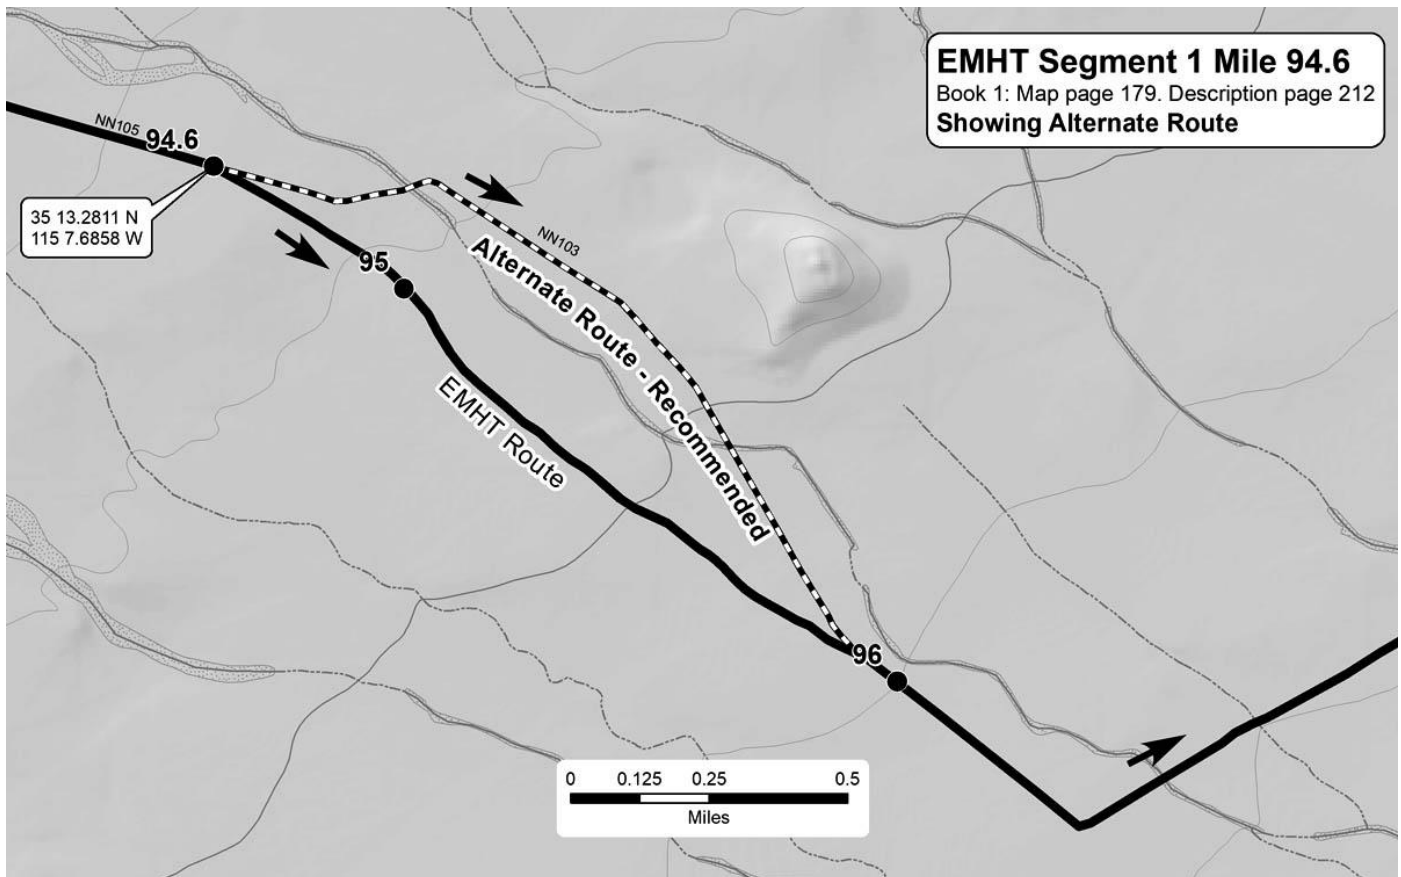 EMHT Segment 1 Mile 94.6
Book 1: Map page 179. Description page 212
Showing Alternate Route
NN105
94.6
35 13.2811 N
115 7.6858 W
95
NN103
Alternate Route - Recommended
EMHT Route
96
0 0.125 0.25 0.5
Miles